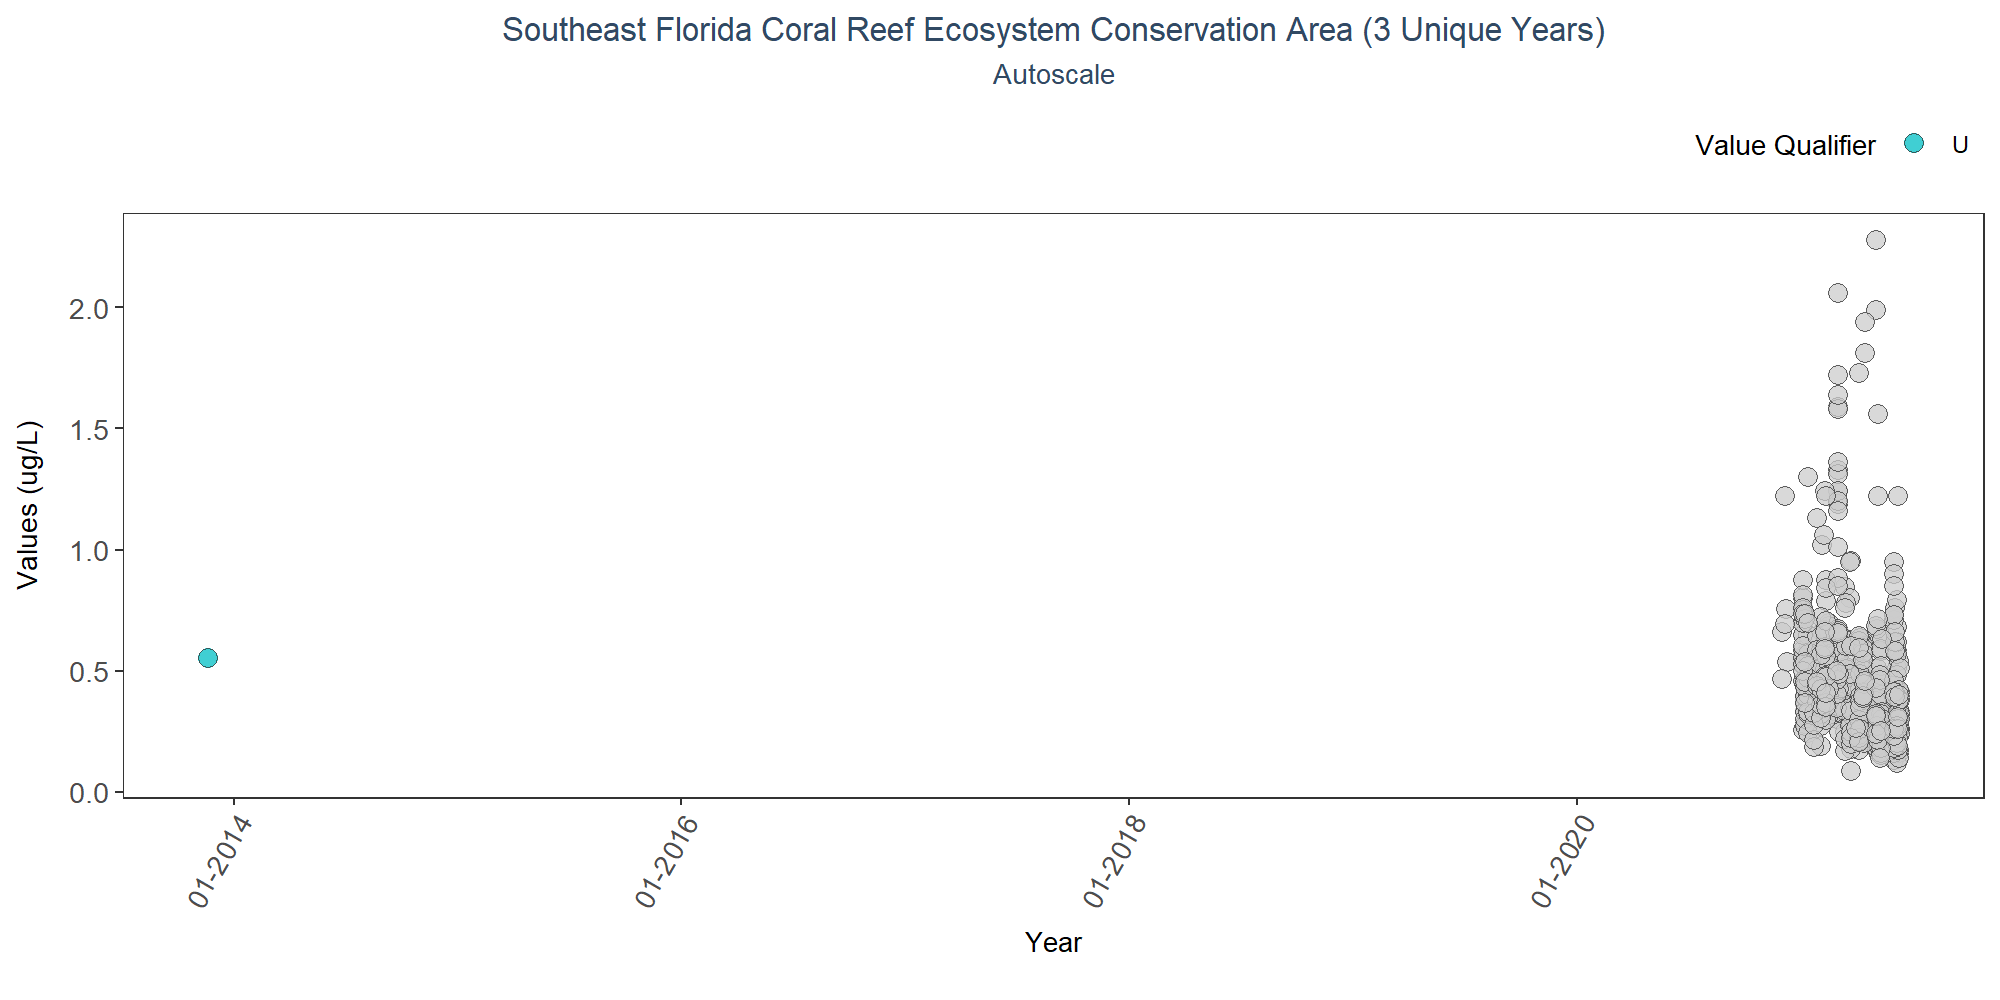 Southeast Florida Coral Reef Ecosystem Conservation Area (3 Unique Years)
Autoscale
Value Qualifier U
Values (ug/L)
2.0
1.5
1.0
0.5
0.0
01-2014 01-2016 01-2018 01-2020
Year